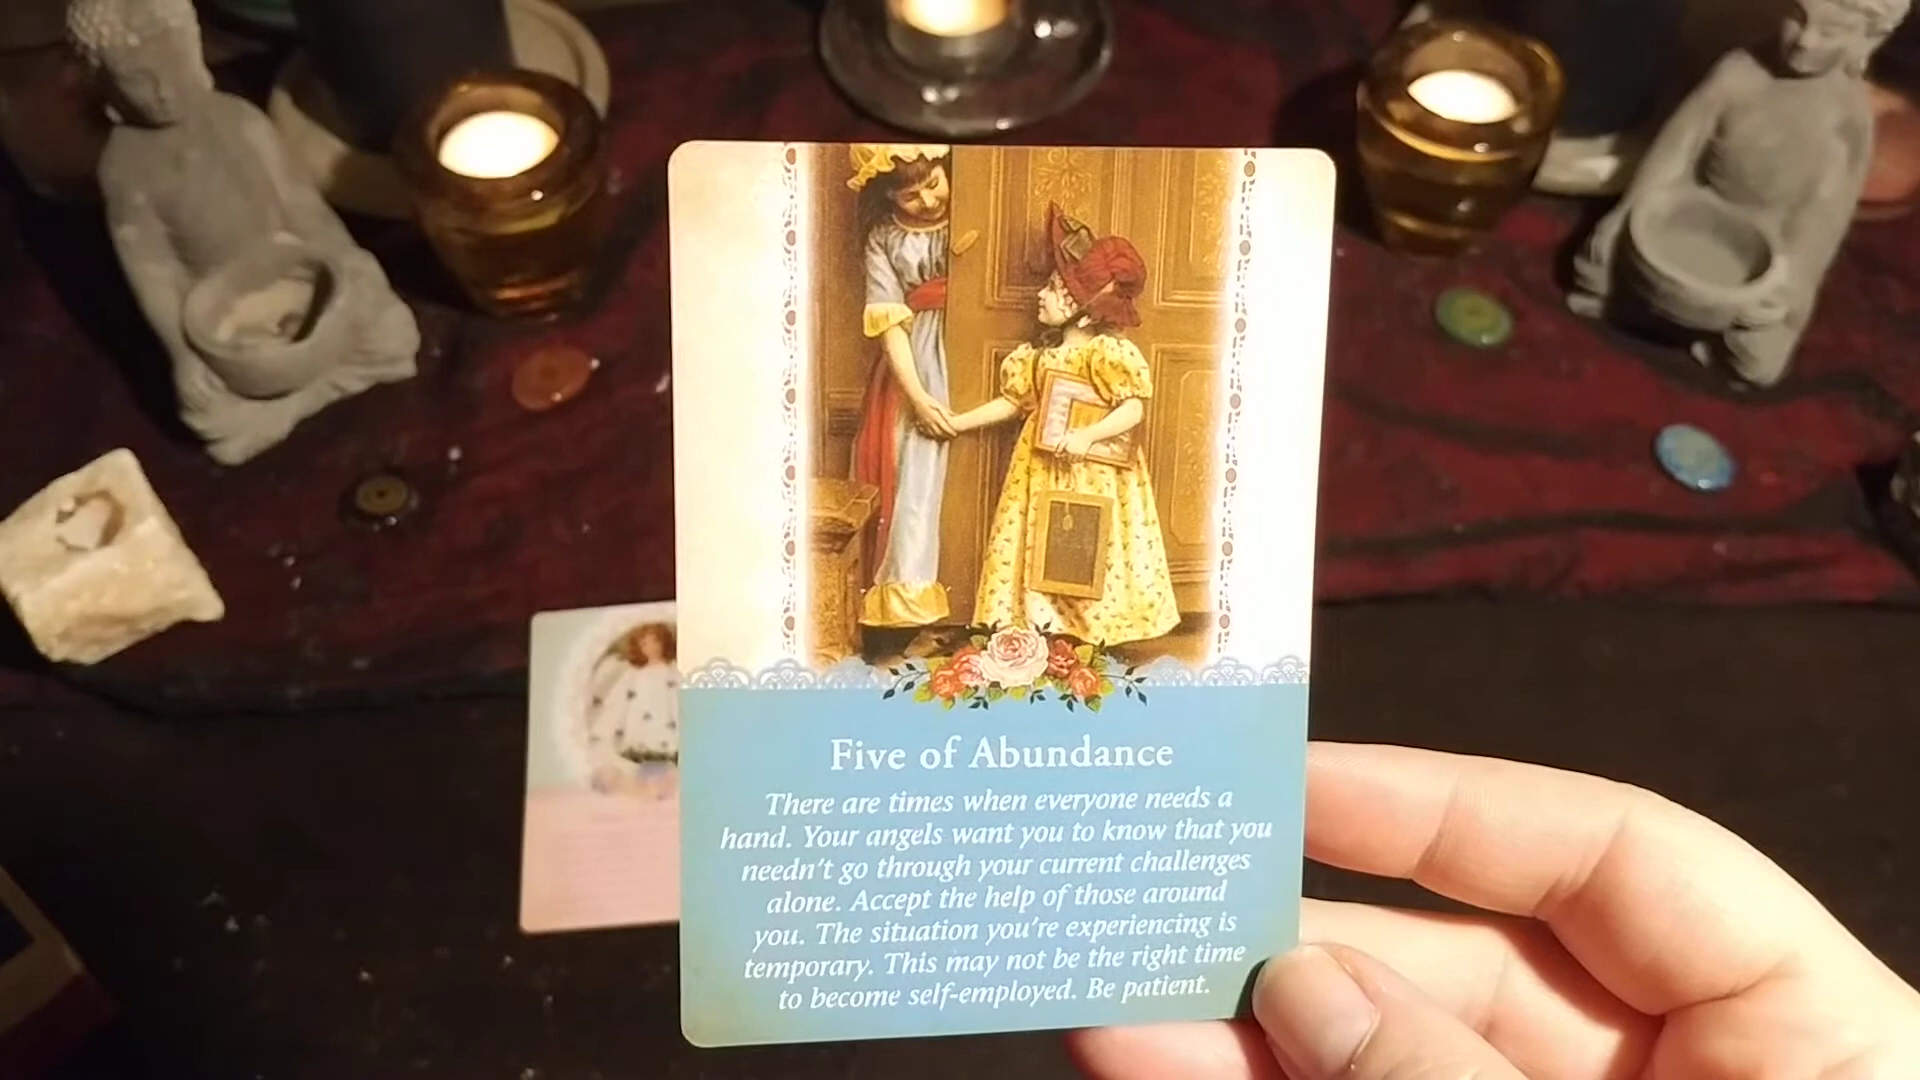 Five of Abundance
There are times when everyone needs a
hand. Your angels want you to know that you
needn't go through your current challenges
alone. Accept the help of those around
you. The situation you're experiencing is
temporary. This may not be the right time
to become self-employed. Be patient.